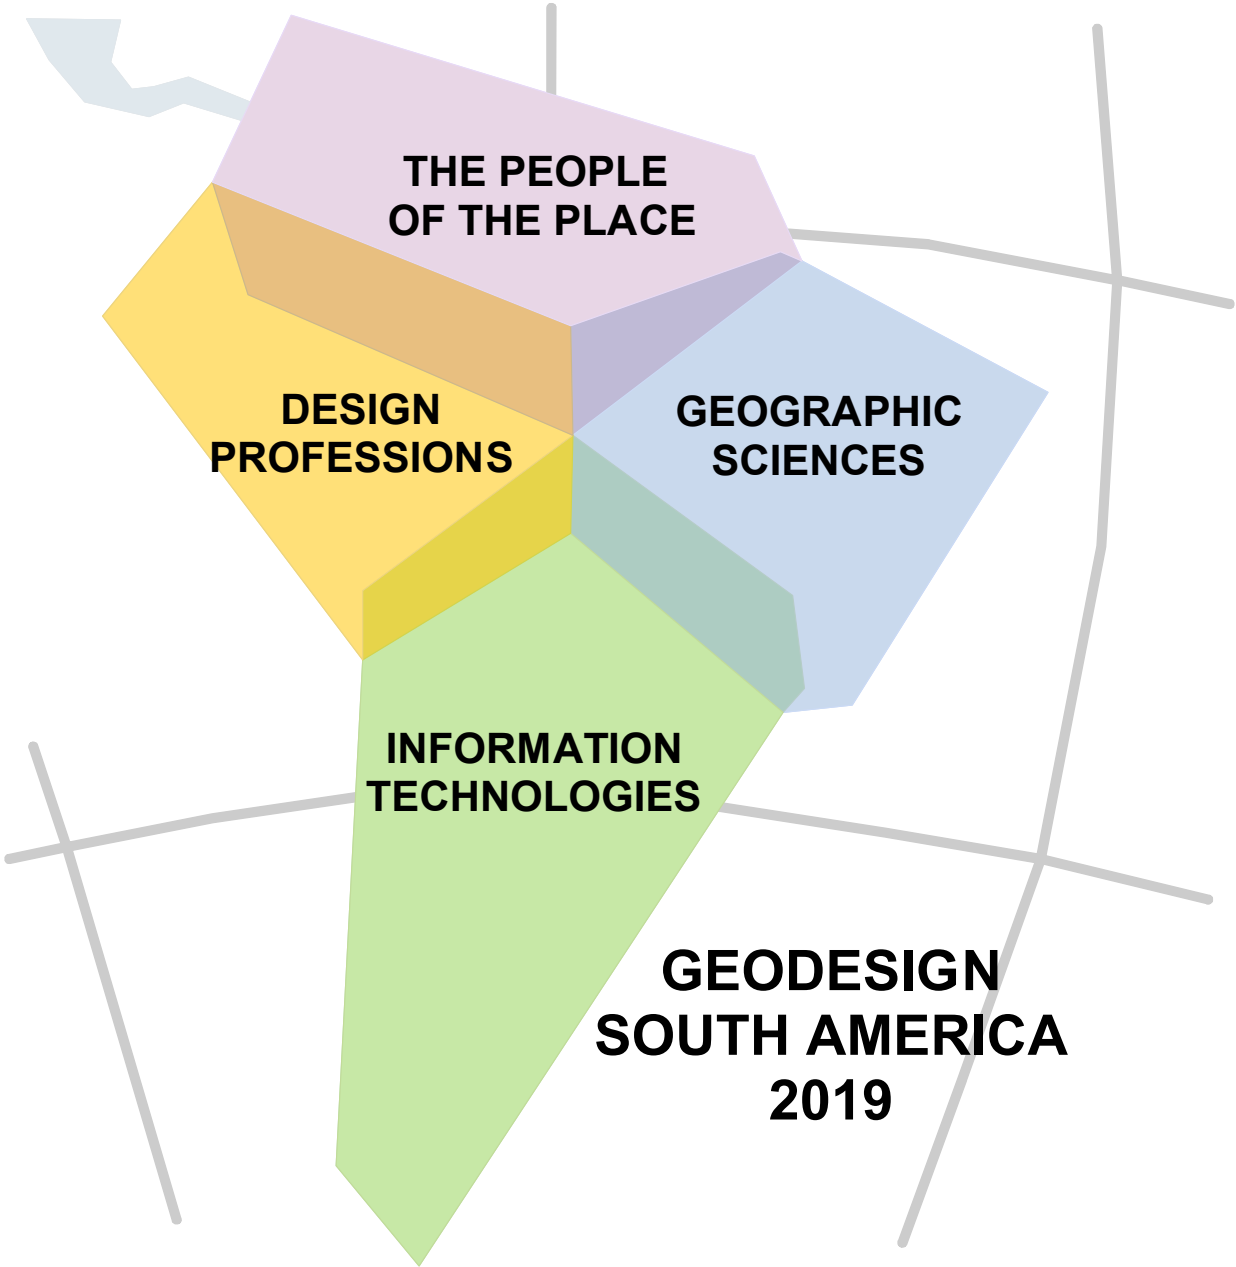 THE PEOPLE
OF THE PLACE
DESIGN
PROFESSIONS
GEOGRAPHIC
SCIENCES
INFORMATION
TECHNOLOGIES
GEODESIGN
SOUTH AMERICA
2019